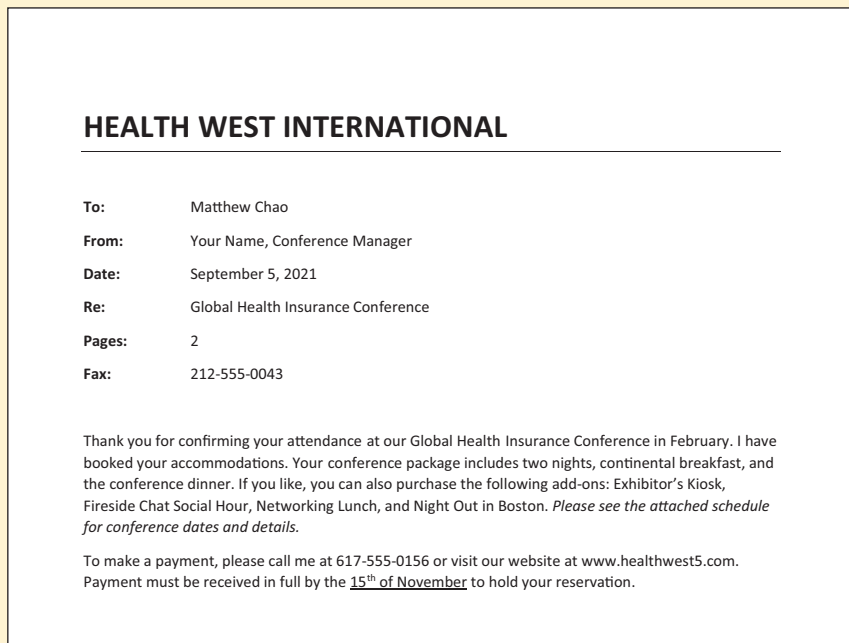 HEALTH WEST INTERNATIONAL
To: Matthew Chao
From: Your Name, Conference Manager
Date: September 5, 2021
Re: Global Health Insurance Conference
Pages: 2
Fax: 212-555-0043
Thank you for confirming your attendance at our Global Health Insurance Conference in February. I have
booked your accommodations. Your conference package includes two nights, continental breakfast, and
the conference dinner. If you like, you can also purchase the following add-ons: Exhibitor’s Kiosk,
Fireside Chat Social Hour, Networking Lunch, and Night Out in Boston. Please see the attached schedule
for conference dates and details.
To make a payment, please call me at 617-555-0156 or visit our website at www.healthwest5.com.
Payment must be received in full by the 15th of November to hold your reservation.